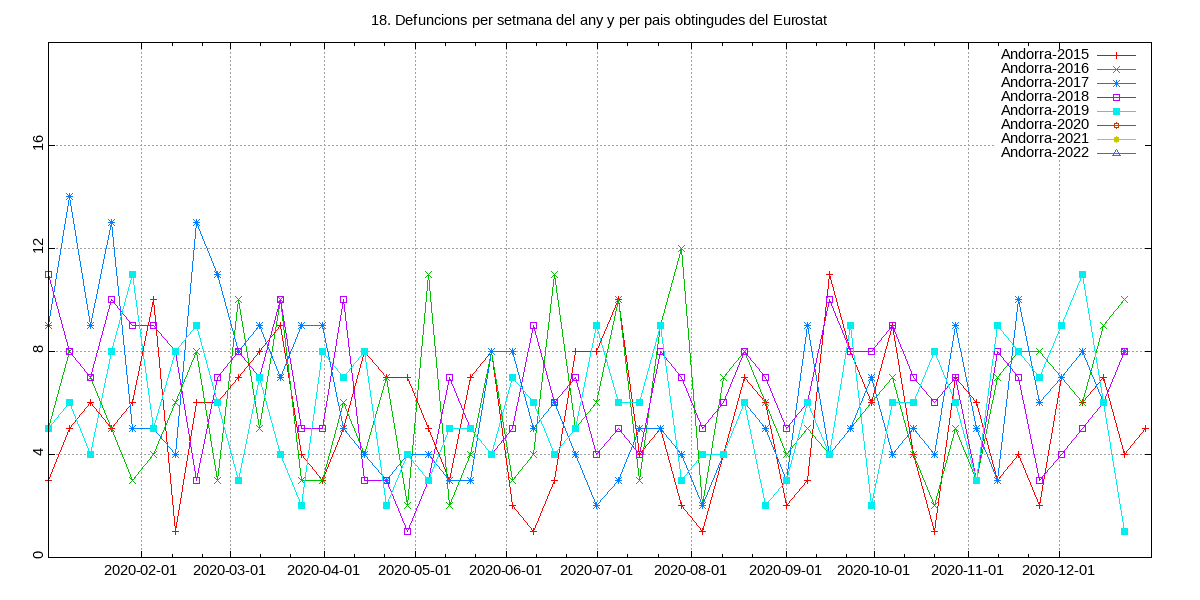 18. Defuncions per setmana del any y per pais obtingudes del Eurostat
Andorra-2015
Andorra-2016
Andorra-2017
Andorra-2018
Andorra-2019
Andorra-2020
Andorra-2021
Andorra-2022
16
12
8
4
0
2020-02-01 2020-03-01 2020-04-01 2020-05-01 2020-06-01 2020-07-01 2020-08-01 2020-09-01 2020-10-01 2020-11-01 2020-12-01